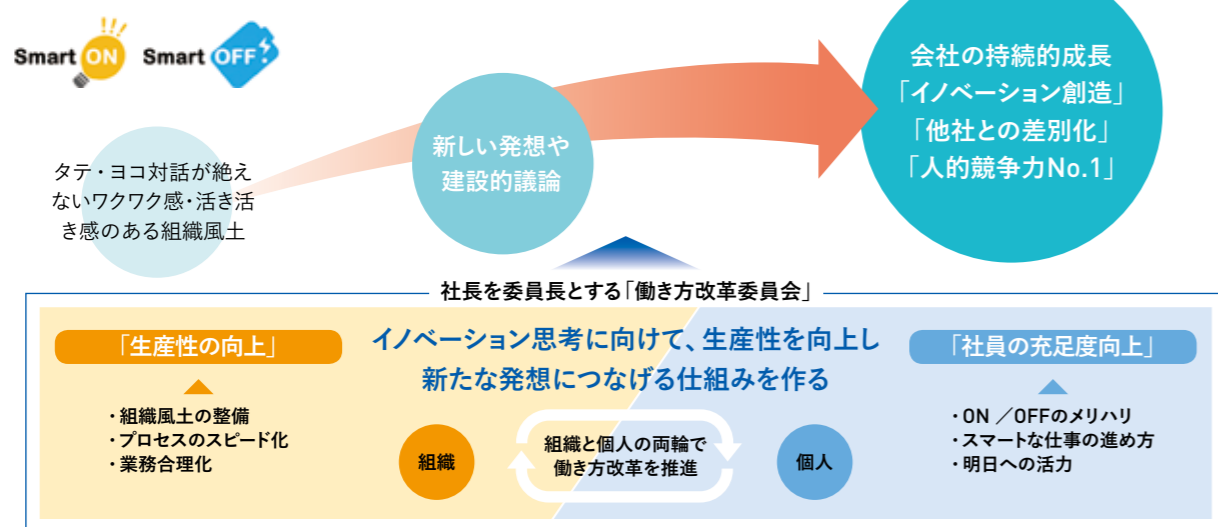 Smart ON Smart OFF
タテ・ヨコ対話が絶え
ないワクワク感・活き活
き感のある組織風土
新しい発想や
建設的議論
会社の持続的成長
「イノベーション創造」
「他社との差別化」
「人的競争力No.1」
社長を委員長とする「働き方改革委員会」
「生産性の向上」
・組織風土の整備
・プロセスのスピード化
・業務合理化
イノベーション思考に向けて、生産性を向上し
新たな発想につなげる仕組みを作る
組織
組織と個人の両輪で
働き方改革を推進
個人
「社員の充足度向上」
・ON／OFFのメリハリ
・スマートな仕事の進め方
・明日への活力